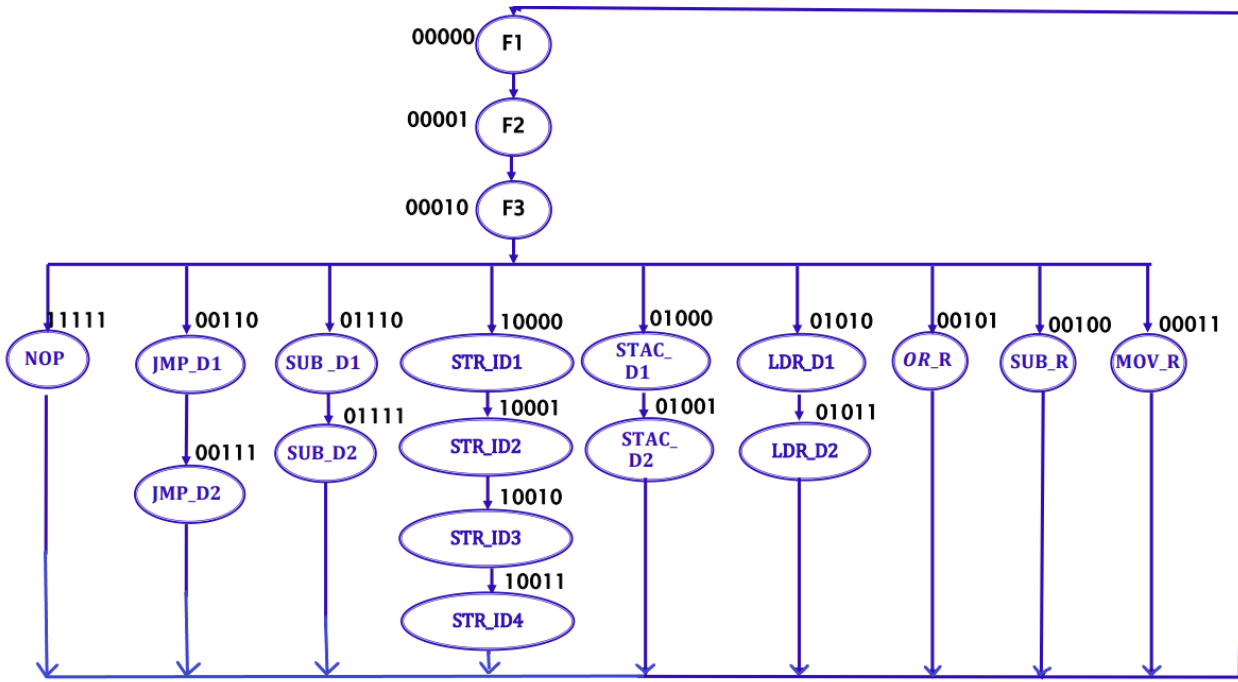 00000
F1
00001
F2
00010
F3
11111
NOP
00110
JMP_D1
00111
JMP_D2
01110
SUB _D1
01111
SUB_D2
10000
STR_ID1
10001
STR_ID2
10010
STR_ID3
10011
STR_ID4
01000
STAC_
D1
01001
STAC_
D2
01010
LDR_D1
01011
LDR_D2
00101
OR_R
00100
SUB_R
00011
MOV_R